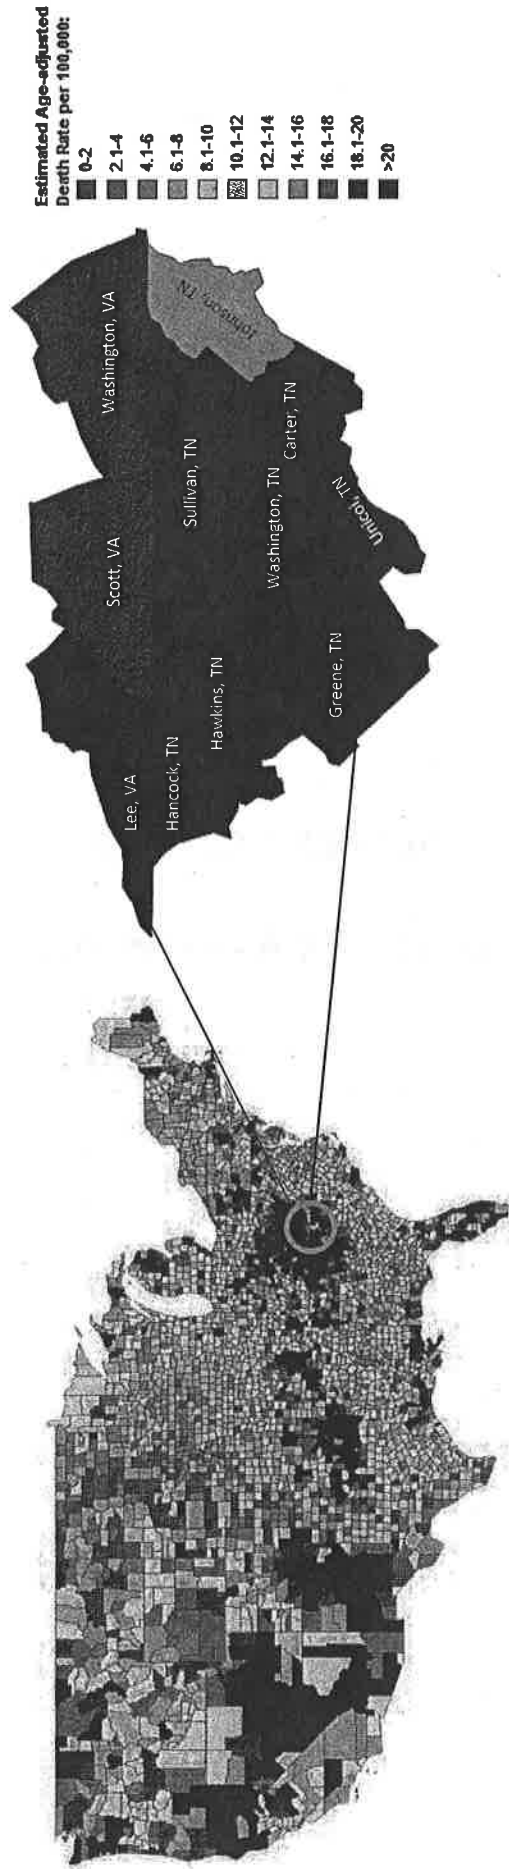 Estimated Age-adjusted
Death Rate per 100,000:
0-2
2.1-4
4.1-6
6.1-8
8.1-10
10.1-12
12.1-14
14.1-16
16.1-18
18.1-20
>20
Washington, VA
Scott, VA
Lee, VA
Johnson, TN
Sullivan, TN
Hancock, TN
Hawkins, TN
Carter, TN
Washington, TN
Unicoi, TN
Greene, TN